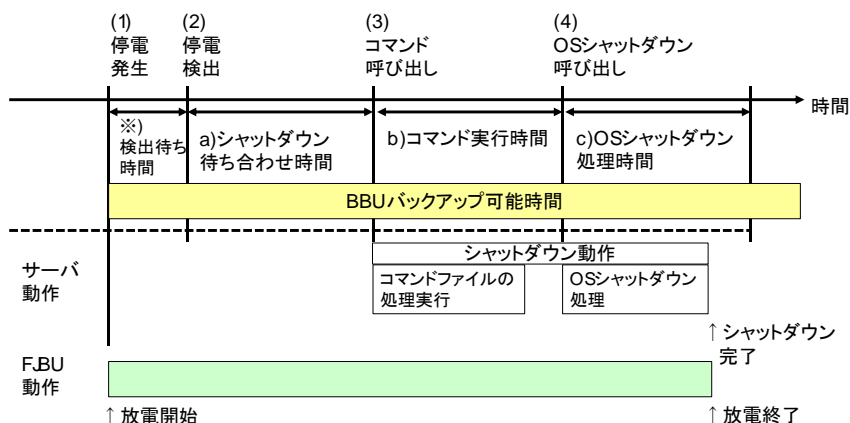 (1)
停電
発生
(2)
停電
検出
(3)
コマンド
呼び出し
(4)
OSシャットダウン
呼び出し
時間
※)
検出待ち
時間
a)シャットダウン
待ち合わせ時間
b)コマンド実行時間
c)OSシャットダウン
処理時間
BBUバックアップ可能時間
サーバ
動作
シャットダウン動作
コマンドファイルの
処理実行
OSシャットダウン
処理
↑シャットダウン
完了
FJBU
動作
↑放電開始
↑放電終了